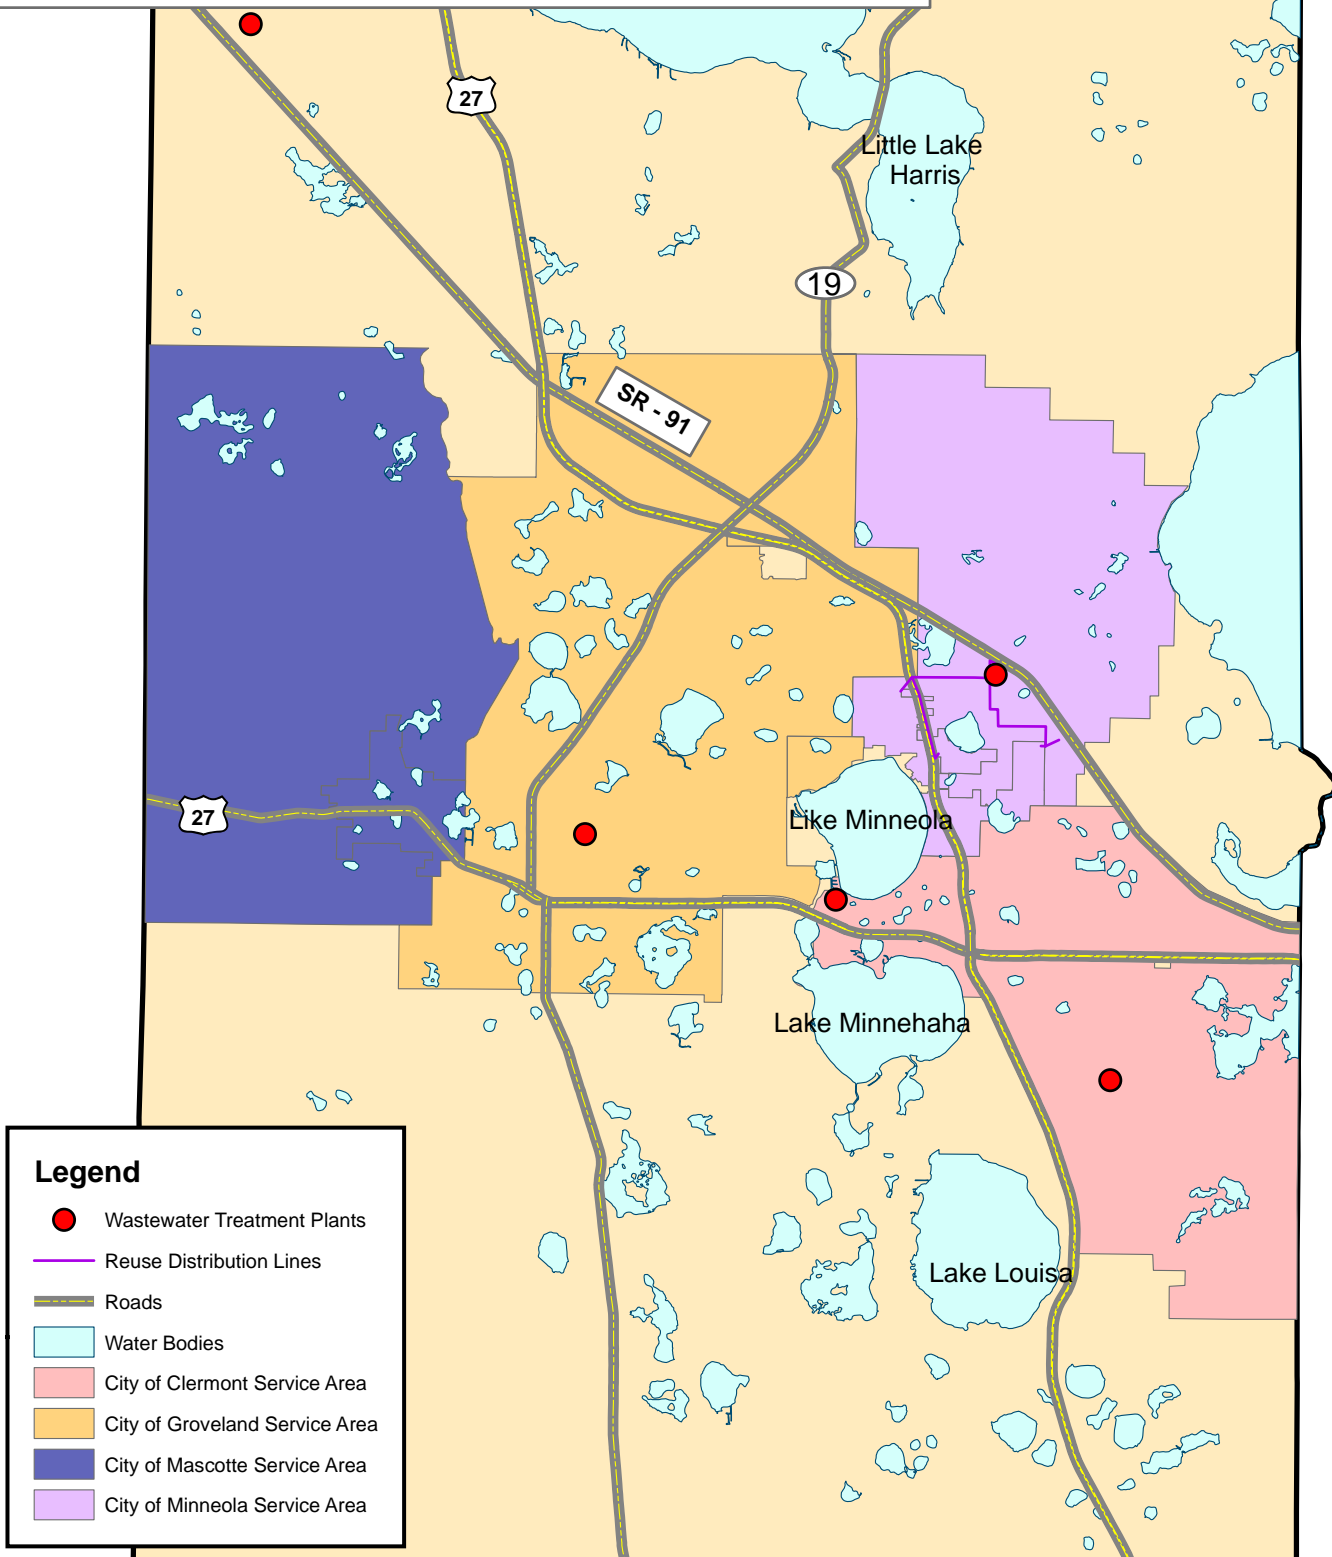 27
Little Lake
Harris
19
SR - 91
27
Like Minneola
Lake Minnehaha
Lake Louisa
Legend
Wastewater Treatment Plants
Reuse Distribution Lines
Roads
Water Bodies
City of Clermont Service Area
City of Groveland Service Area
City of Mascotte Service Area
City of Minneola Service Area